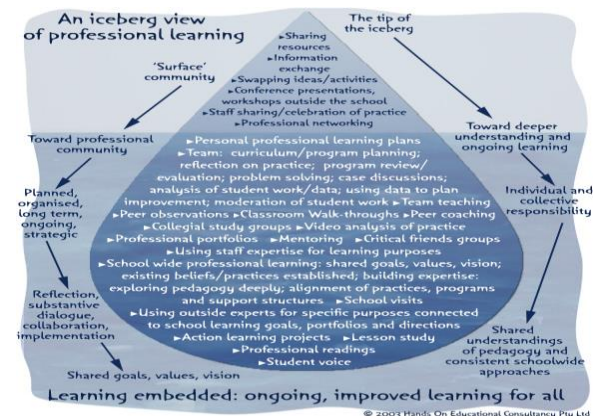 An iceberg view
of professional learning
The tip of
the iceberg
'Surface'
community
Toward professional
community
Planned,
organised,
long term,
ongoing,
strategic
Reflection,
substantive
dialogue,
collaboration,
implementation
Shared goals, values, vision
►Sharing
resources
►Information
exchange
►Swapping ideas/activities
►Conference presentations,
workshops outside the school
►Staff sharing/celebration of practice
►Professional networking
►Personal professional learning plans
►Team: curriculum/program planning;
reflection on practice; program review/
evaluation; problem solving; case discussions;
analysis of student work/data; using data to plan
improvement; moderation of student work ►Team teaching
►Peer observations ►Classroom Walk-throughs ►Peer coaching
►Collegial study groups ►Video analysis of practice
►Professional portfolios ►Mentoring ►Critical friends groups
►Using staff expertise for learning purposes
►School wide professional learning: shared goals, values, vision;
existing beliefs/practices established; building expertise:
exploring pedagogy deeply; alignment of practices, programs
and support structures ►School visits
►Using outside experts for specific purposes connected
to school learning goals, portfolios and directions
►Action learning projects ►Lesson study
►Professional readings
►Student voice
Toward deeper
understanding and
ongoing learning
Individual and
collective
responsibility
Shared
understandings
of pedagogy and
consistent schoolwide
approaches
Learning embedded: ongoing, improved learning for all
© 2003 Hands On Educational Consultancy Pty Ltd